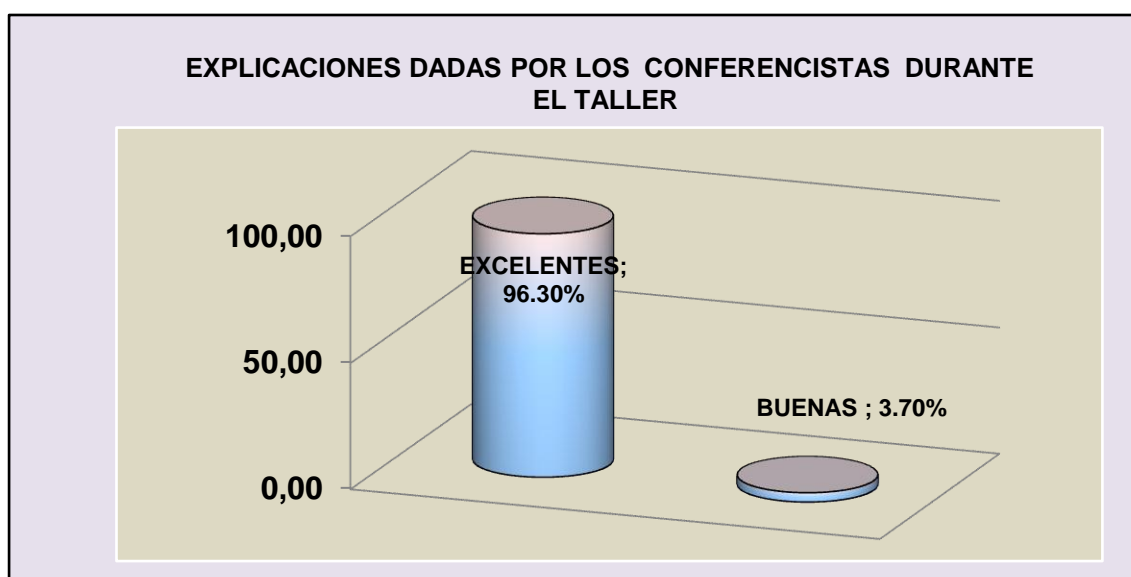 EXPLICACIONES DADAS POR LOS CONFERENCISTAS DURANTE
EL TALLER
100,00
EXCELENTES;
96.30%
50,00
BUENAS ; 3.70%
0,00